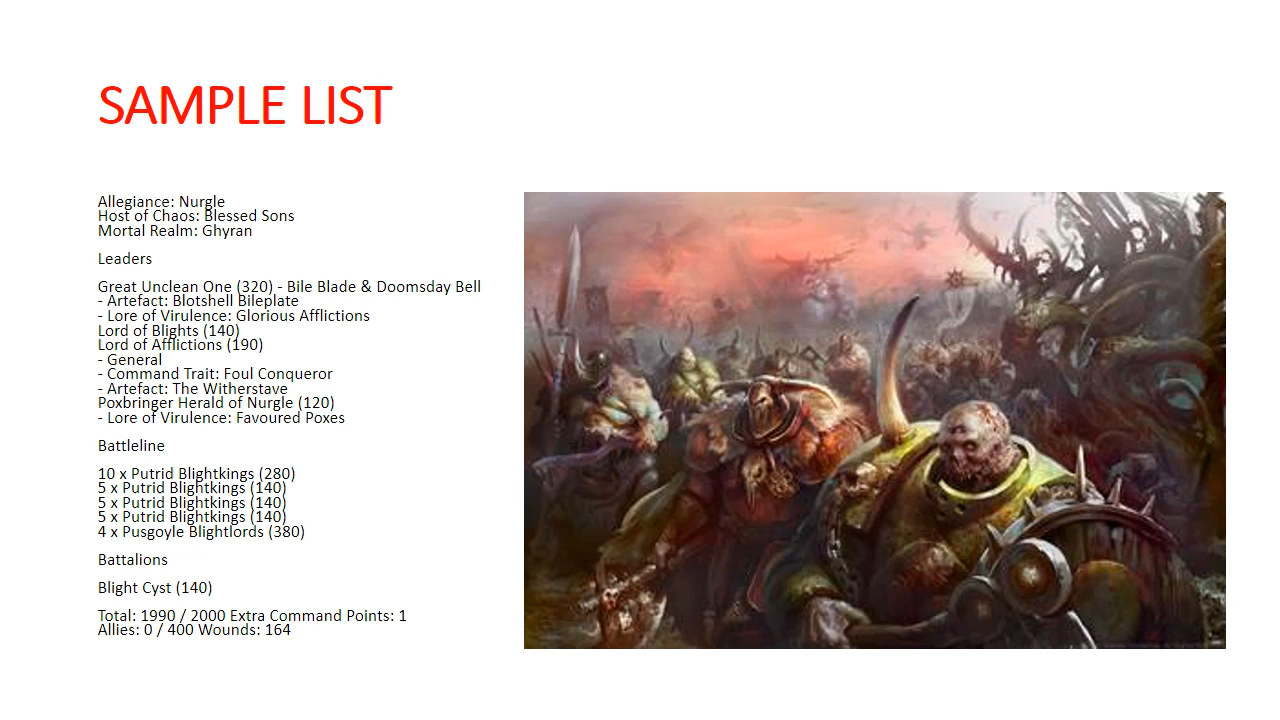 SAMPLE LIST
Allegiance: Nurgle
Host of Chaos: Blessed Sons
Mortal Realm: Ghyran
Leaders
Great Unclean One (320) - Bile Blade & Doomsday Bell
- Artefact: Blotshell Bileplate
- Lore of Virulence: Glorious Afflictions
Lord of Blights (140)
Lord of Afflictions (190)
- General
- Command Trait: Foul Conqueror
- Artefact: The Witherstave
Poxbringer Herald of Nurgle (120)
- Lore of Virulence: Favoured Poxes
Battleline
10 x Putrid Blightkings (280)
5 x Putrid Blightkings (140)
5 x Putrid Blightkings (140)
5 x Putrid Blightkings (140)
4 x Pusgoyle Blightlords (380)
Battalions
Blight Cyst (140)
Total: 1990 / 2000 Extra Command Points: 1
Allies: 0 / 400 Wounds: 164